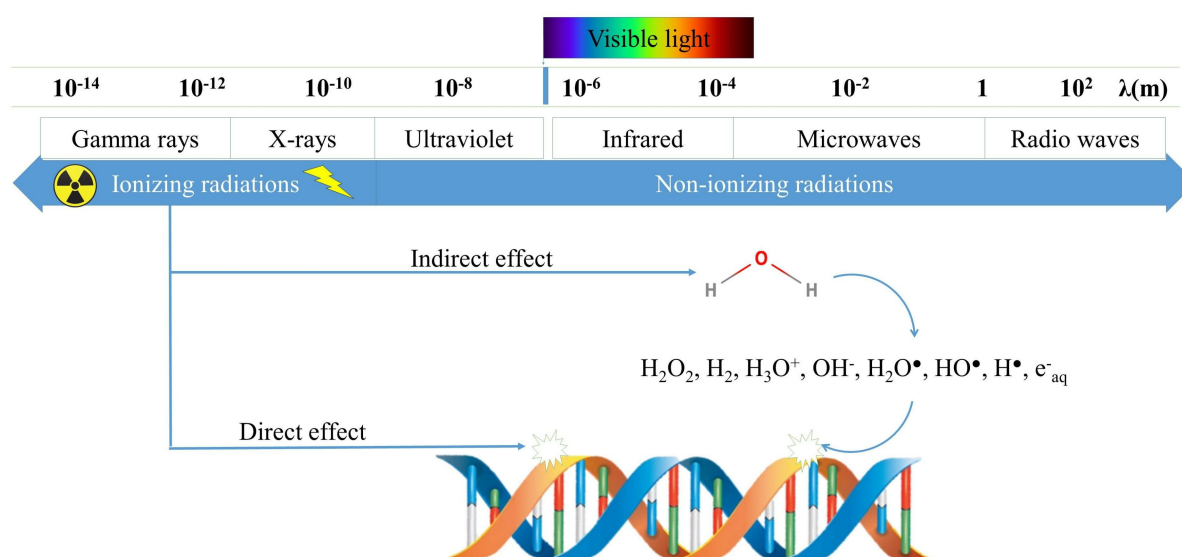 Visible light
10⁻¹⁴ 10⁻¹² 10⁻¹⁰ 10⁻⁸ 10⁻⁶ 10⁻⁴ 10⁻² 1 10² λ(m)
Gamma rays X-rays Ultraviolet Infrared Microwaves Radio waves
Ionizing radiations Non-ionizing radiations
Indirect effect
O
H H
H₂O₂, H₂, H₃O⁺, OH⁻, H₂O•, HO•, H•, e⁻aq
Direct effect